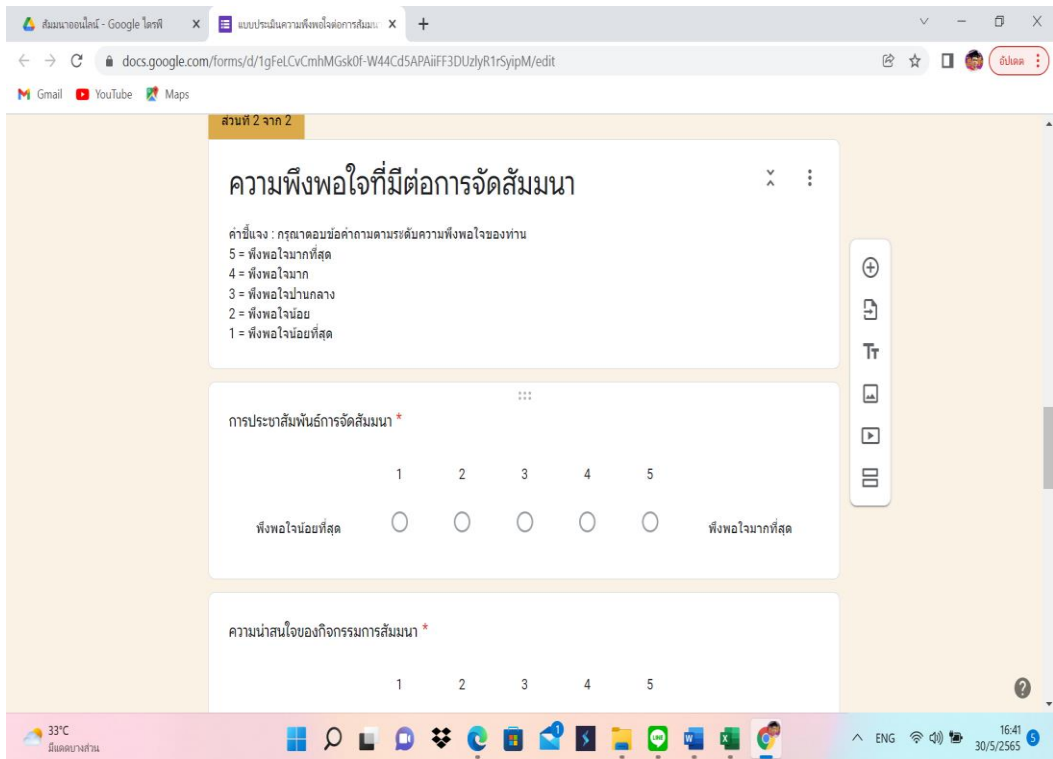 สัมมนาออนไลน์ - Google ไดรฟ์
แบบประเมินความพึงพอใจต่อการสัมมน
docs.google.com/forms/d/1gFeLCvCmhMGsk0f-W44Cd5APAiiFF3DUzlyR1rSyipM/edit
อัปเดต
Gmail YouTube Maps
ส่วนที่ 2 จาก 2
ความพึงพอใจที่มีต่อการจัดสัมมนา
คำชี้แจง : กรุณาตอบข้อคำถามตามระดับความพึงพอใจของท่าน
5 = พึงพอใจมากที่สุด
4 = พึงพอใจมาก
3 = พึงพอใจปานกลาง
2 = พึงพอใจน้อย
1 = พึงพอใจน้อยที่สุด
การประชาสัมพันธ์การจัดสัมมนา *
1 2 3 4 5
พึงพอใจน้อยที่สุด พึงพอใจมากที่สุด
ความน่าสนใจของกิจกรรมการสัมมนา *
1 2 3 4 5
33°C
มีแดดบางส่วน
ENG
16:41
30/5/2565
5